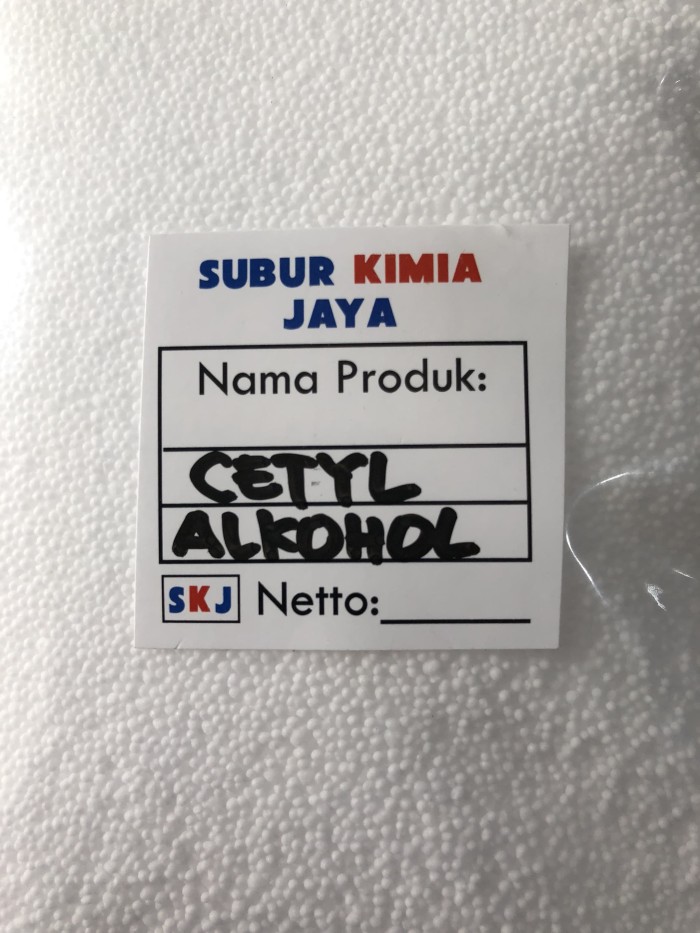 SUBUR KIMIA
JAYA
Nama Produk:
CETYL
ALKOHOL
SKJ Netto: